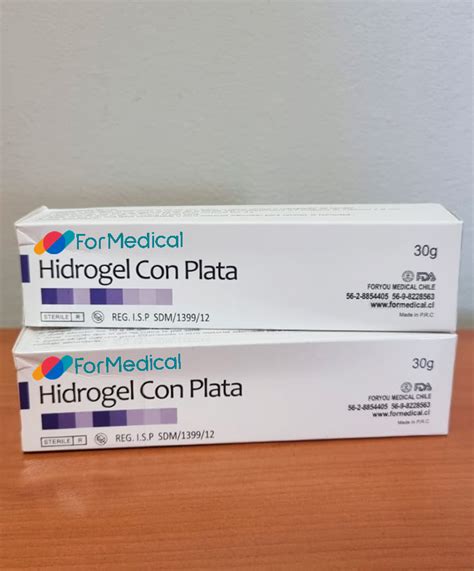 ForMedical
Hidrogel Con Plata
STERILE R
REG. I.S.P SDM/1399/12
30g
FDA
FORYOU MEDICAL CHILE
56-2-8854405 56-9-8228563
www.formedical.cl
Made in P.R.C
ForMedical
Hidrogel Con Plata
STERILE R
REG. I.S.P SDM/1399/12
30g
FDA
FORYOU MEDICAL CHILE
56-2-8854405 56-9-8228563
www.formedical.cl
Made in P.R.C